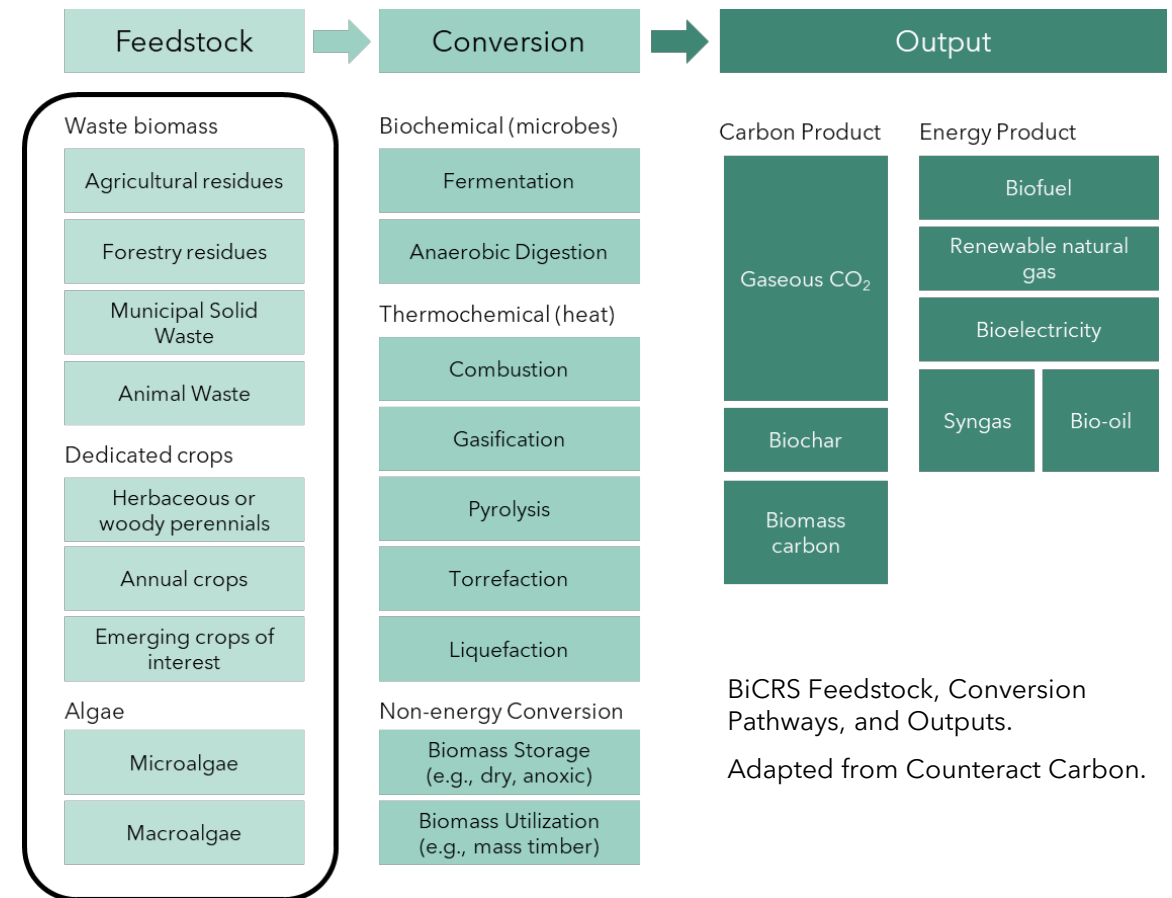 Feedstock
Conversion
Output
Waste biomass
Agricultural residues
Forestry residues
Municipal Solid
Waste
Animal Waste
Dedicated crops
Herbaceous or
woody perennials
Annual crops
Emerging crops of
interest
Algae
Microalgae
Macroalgae
Biochemical (microbes)
Fermentation
Anaerobic Digestion
Thermochemical (heat)
Combustion
Gasification
Pyrolysis
Torrefaction
Liquefaction
Non-energy Conversion
Biomass Storage
(e.g., dry, anoxic)
Biomass Utilization
(e.g., mass timber)
Carbon Product
Gaseous CO₂
Biochar
Biomass
carbon
Energy Product
Biofuel
Renewable natural
gas
Bioelectricity
Syngas
Bio-oil
BiCRS Feedstock, Conversion
Pathways, and Outputs.
Adapted from Counteract Carbon.